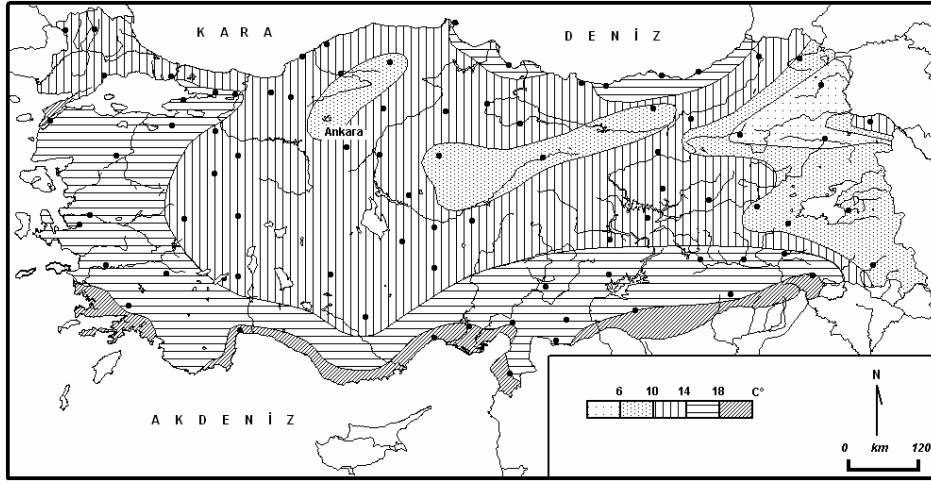 K A R A
D E N İ Z
Ankara
A K D E N İ Z
6 10 14 18 C°
N
0 km 120